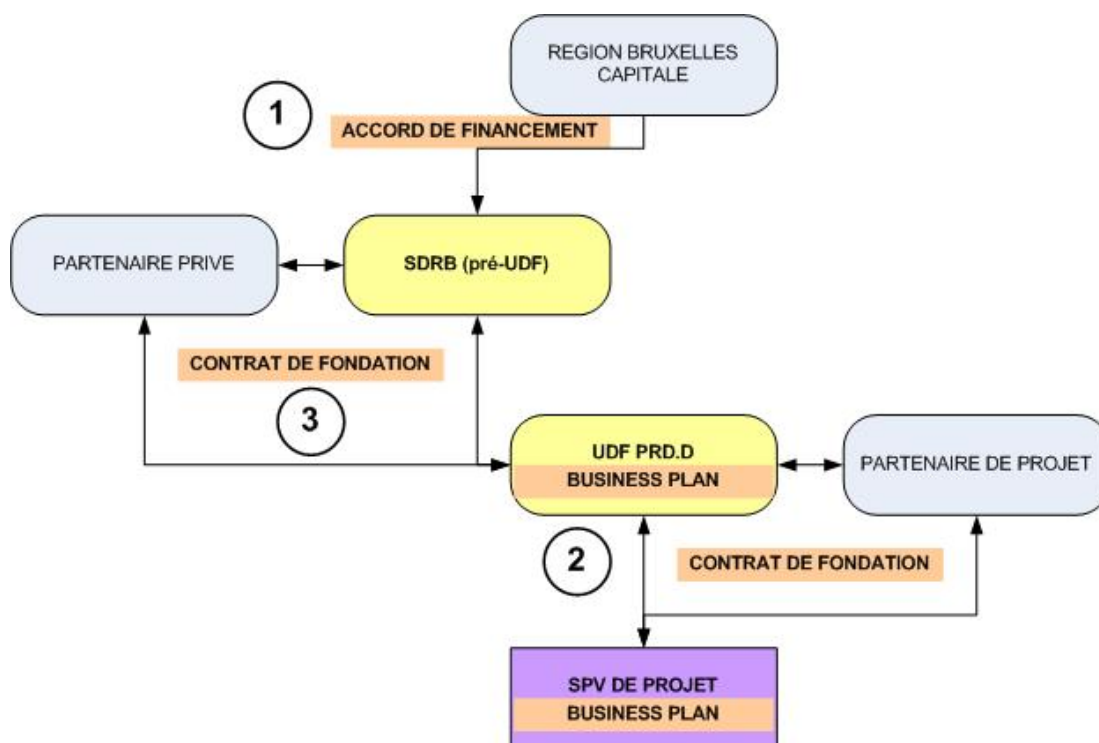 REGION BRUXELLES
CAPITALE
1
ACCORD DE FINANCEMENT
PARTENAIRE PRIVE
SDRB (pré-UDF)
CONTRAT DE FONDATION
3
UDF PRD.D
BUSINESS PLAN
PARTENAIRE DE PROJET
2
CONTRAT DE FONDATION
SPV DE PROJET
BUSINESS PLAN